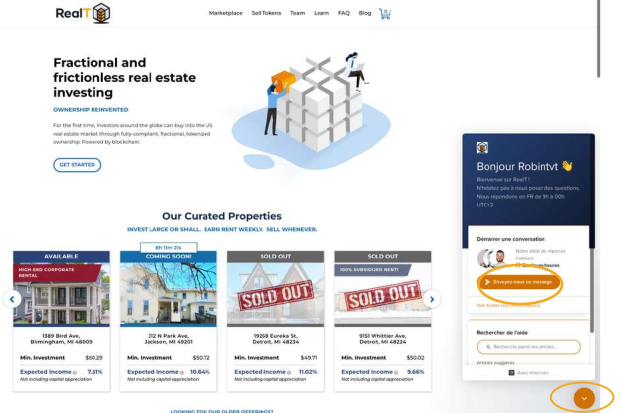 RealT
Marketplace Sell Tokens Team Learn FAQ Blog
Fractional and
frictionless real estate
investing
OWNERSHIP REINVENTED
For the first time, investors around the globe can buy into the US
real estate market through fully-compliant, fractional, tokenized
ownership. Powered by blockchain.
GET STARTED
Our Curated Properties
INVEST LARGE OR SMALL. EARN RENT WEEKLY. SELL WHENEVER.
8h 11m 21s
AVAILABLE
HIGH-END CORPORATE
RENTAL
1389 Bird Ave,
Birmingham, MI 48009
Min. Investment $50.29
Expected Income 7.31%
Not including capital appreciation
COMING SOON!
212 N Park Ave,
Jackson, MI 49201
Min. Investment $50.12
Expected Income 10.64%
Not including capital appreciation
SOLD OUT
SOLD OUT
19268 Eureka St,
Detroit, MI 48234
Min. Investment $49.71
Expected Income 11.02%
Not including capital appreciation
SOLD OUT
100% SUBSIDIZED RENT!
SOLD OUT
9151 Whittier Ave,
Detroit, MI 48224
Min. Investment $50.02
Expected Income 9.66%
Not including capital appreciation
LOOKING FOR OUR OLDER OFFERINGS?
Bonjour Robintvt 👋
Bienvenue sur RealT !
N'hésitez pas à nous poser des questions.
Nous répondons en FR de 9h à 00h
Démarrer une conversation
Notre délai de réponse
heures
Envoyez-nous un message
Voir toutes vos conversations
Rechercher de l'aide
Recherche parmi les articles...
Articles suggérés